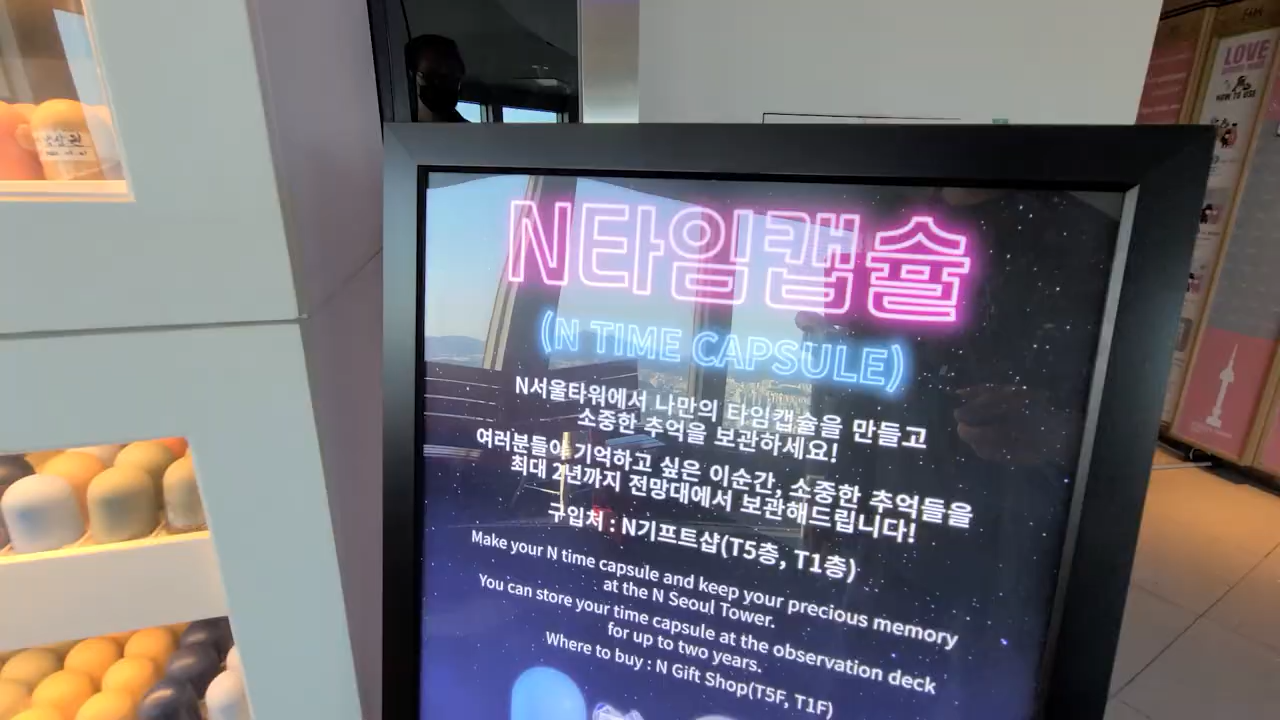 N타임캡슐
(N TIME CAPSULE)
N서울타워에서 나만의 타임캡슐을 만들고
소중한 추억을 보관하세요!
여러분들이 기억하고 싶은 이순간, 소중한 추억들을
최대 2년까지 전망대에서 보관해드립니다!
구입처 : N기프트샵(T5층, T1층)
Make your N time capsule and keep your precious memory
at the N Seoul Tower.
You can store your time capsule at the observation deck
for up to two years.
Where to buy : N Gift Shop(T5F, T1F)
LOVE
HOW TO USE